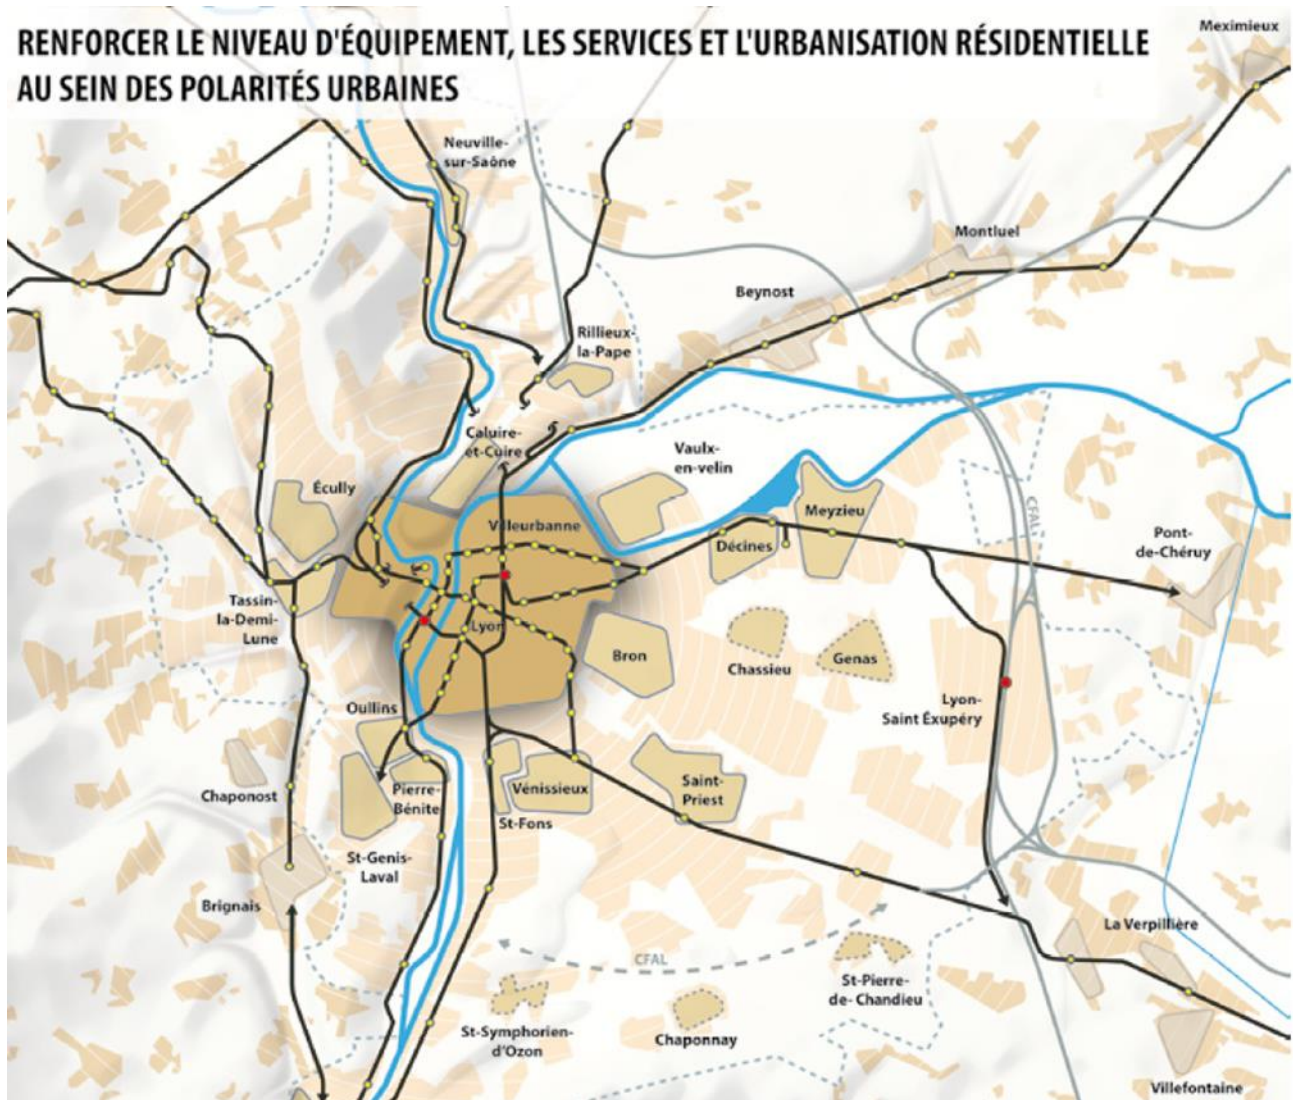 RENFORCER LE NIVEAU D'ÉQUIPEMENT, LES SERVICES ET L'URBANISATION RÉSIDENTIELLE
AU SEIN DES POLARITÉS URBAINES
Meximieux
Neuville-
sur-Saône
Montluel
Beynost
Rillieux-
la-Pape
Caluire-
et-Cuire
Vaulx-
en-velin
Écully
Villeurbanne
Meyzieu
CFAL
Décines
Pont-
de-Chéruy
Tassin-
la-Demi-
Lune
Lyon
Bron
Chassieu
Genas
Lyon-
Saint Éxupéry
Oullins
Chaponost
Pierre-
Bénite
Vénissieux
Saint-
Priest
St-Fons
St-Genis-
Laval
Brignais
La Verpillière
CFAL
St-Pierre-
de- Chandieu
St-Symphorien-
d'Ozon
Chaponnay
Villefontaine